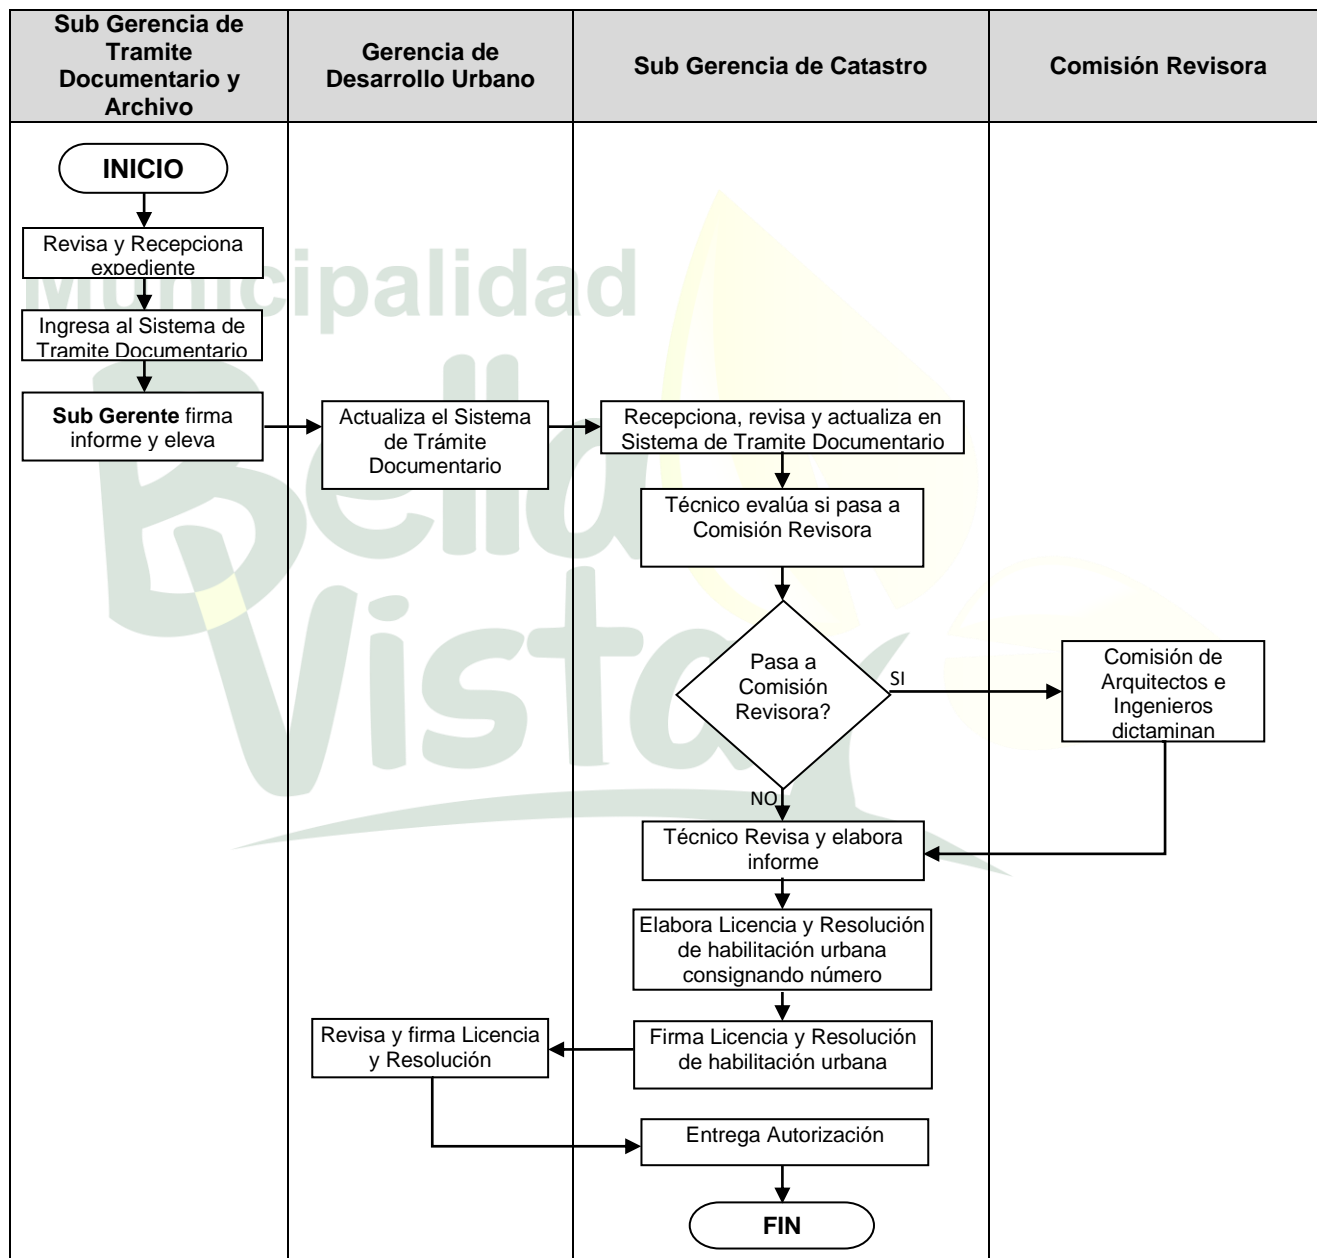 Sub Gerencia de
Tramite
Documentario y
Archivo
Gerencia de
Desarrollo Urbano
Sub Gerencia de Catastro
Comisión Revisora
INICIO
Revisa y Recepciona
expediente
Ingresa al Sistema de
Tramite Documentario
Sub Gerente firma
informe y eleva
Actualiza el Sistema
de Trámite
Documentario
Recepciona, revisa y actualiza en
Sistema de Tramite Documentario
Técnico evalúa si pasa a
Comisión Revisora
Pasa a
Comisión
Revisora?
SI
Comisión de
Arquitectos e
Ingenieros
dictaminan
NO
Técnico Revisa y elabora
informe
Elabora Licencia y Resolución
de habilitación urbana
consignando número
Firma Licencia y Resolución
de habilitación urbana
Revisa y firma Licencia
y Resolución
Entrega Autorización
FIN
Municipalidad
Bella
Vista